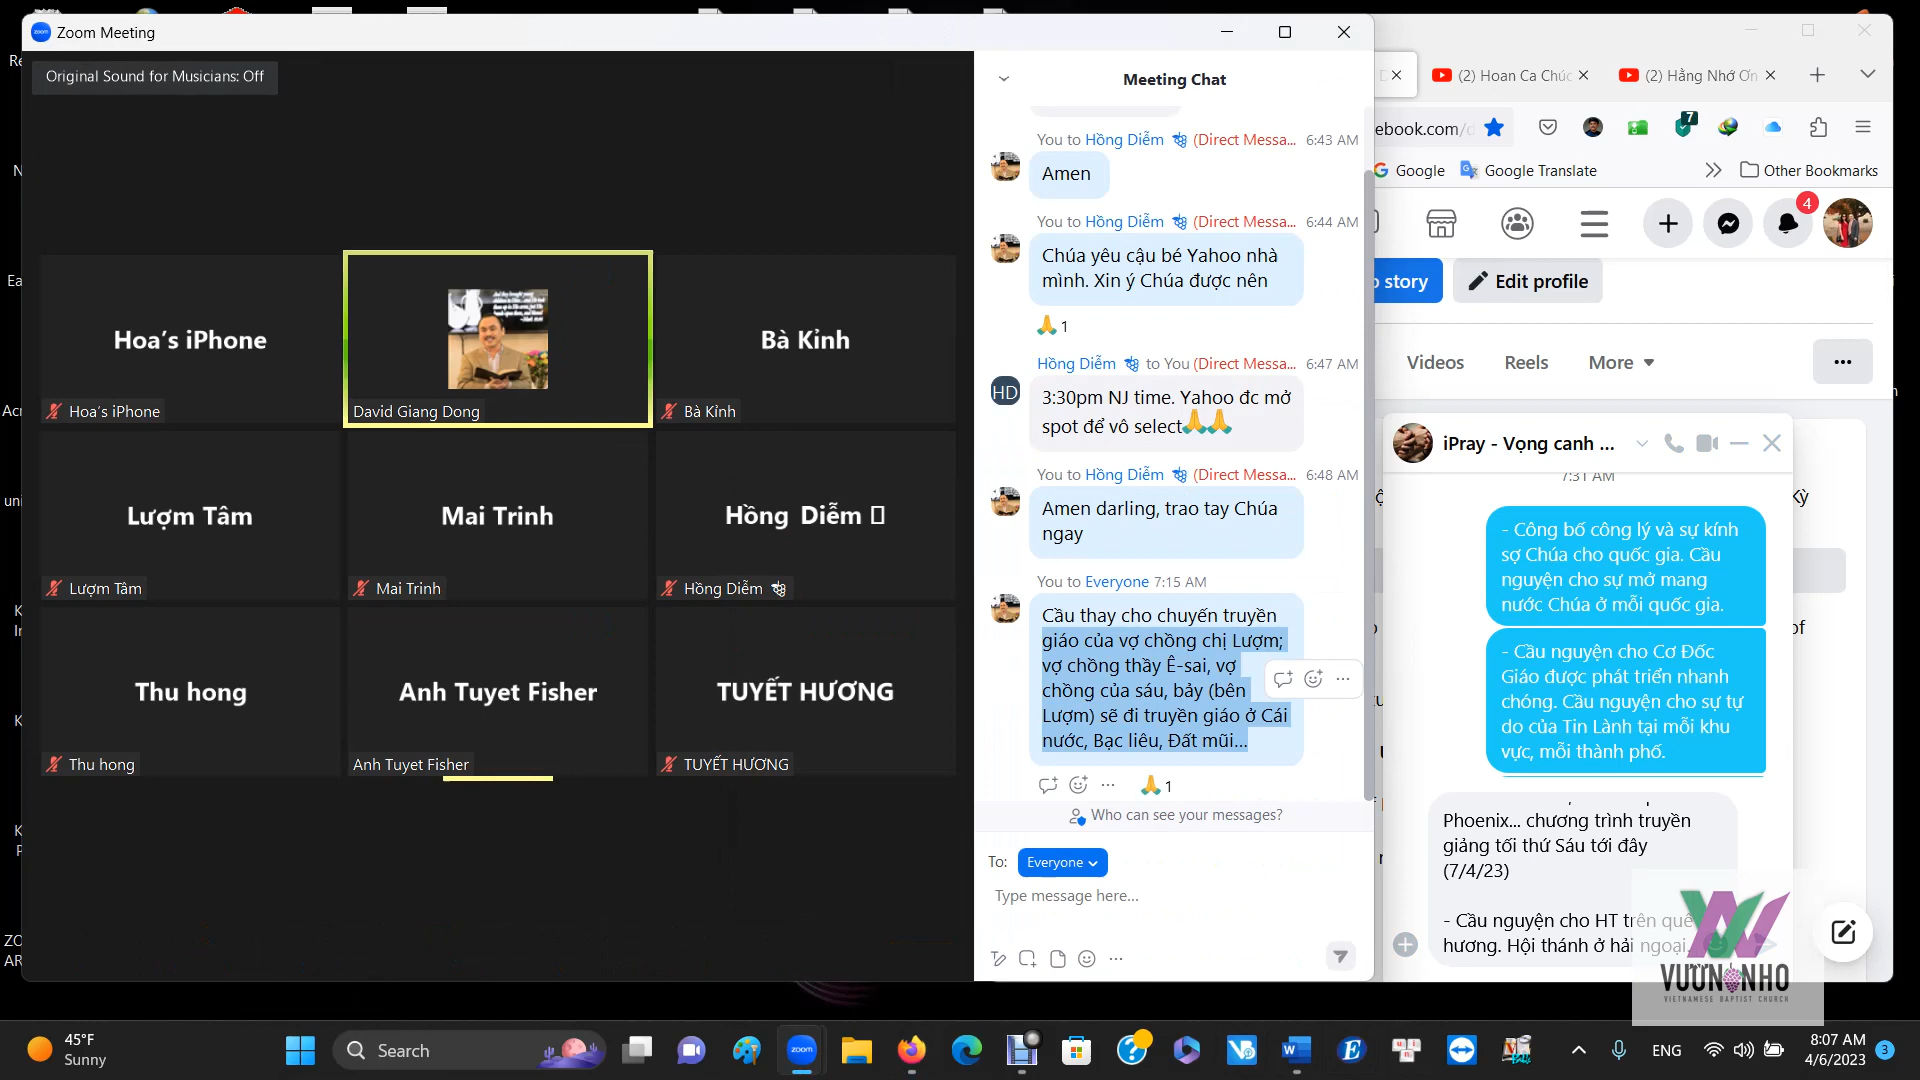 Zoom Meeting
Original Sound for Musicians: Off
Hoa's iPhone
Hoa's iPhone
David Giang Dong
Bà Kỉnh
Bà Kỉnh
Lượm Tâm
Lượm Tâm
Mai Trinh
Mai Trinh
Hồng Diễm
Hồng Diễm
Thu hong
Thu hong
Anh Tuyet Fisher
Anh Tuyet Fisher
TUYẾT HƯƠNG
TUYẾT HƯƠNG
Meeting Chat
You to Hồng Diễm (Direct Messa... 6:43 AM
Amen
You to Hồng Diễm (Direct Messa... 6:44 AM
Chúa yêu cậu bé Yahoo nhà
mình. Xin ý Chúa được nên
1
Hồng Diễm to You (Direct Messa... 6:47 AM
HD
3:30pm NJ time. Yahoo đc mở
spot để vô select
You to Hồng Diễm (Direct Messa... 6:48 AM
Amen darling, trao tay Chúa
ngay
You to Everyone 7:15 AM
Cầu thay cho chuyến truyền
giáo của vợ chồng chị Lượm;
vợ chồng thầy Ê-sai, vợ
chồng của sáu, bảy (bên
Lượm) sẽ đi truyền giáo ở Cái
nước, Bạc liêu, Đất mũi...
1
Who can see your messages?
To: Everyone
Type message here...
(2) Hoan Ca Chúc
(2) Hằng Nhớ Ơn
ebook.com/d
7
Google
Google Translate
Other Bookmarks
4
story
Edit profile
Videos
Reels
More
iPray - Vọng canh ...
7:31 AM
- Công bố công lý và sự kính
sợ Chúa cho quốc gia. Cầu
nguyện cho sự mở mang
nước Chúa ở mỗi quốc gia.
- Cầu nguyện cho Cơ Đốc
Giáo được phát triển nhanh
chóng. Cầu nguyện cho sự tự
do của Tin Lành tại mỗi khu
vực, mỗi thành phố.
Phoenix... chương trình truyền
giảng tối thứ Sáu tới đây
(7/4/23)
- Cầu nguyện cho HT trên quê
hương. Hội thánh ở hải ngoại.
VƯỜN NHO
VIETNAMESE BAPTIST CHURCH
45°F
Sunny
Search
zoom
ENG
8:07 AM
4/6/2023
3